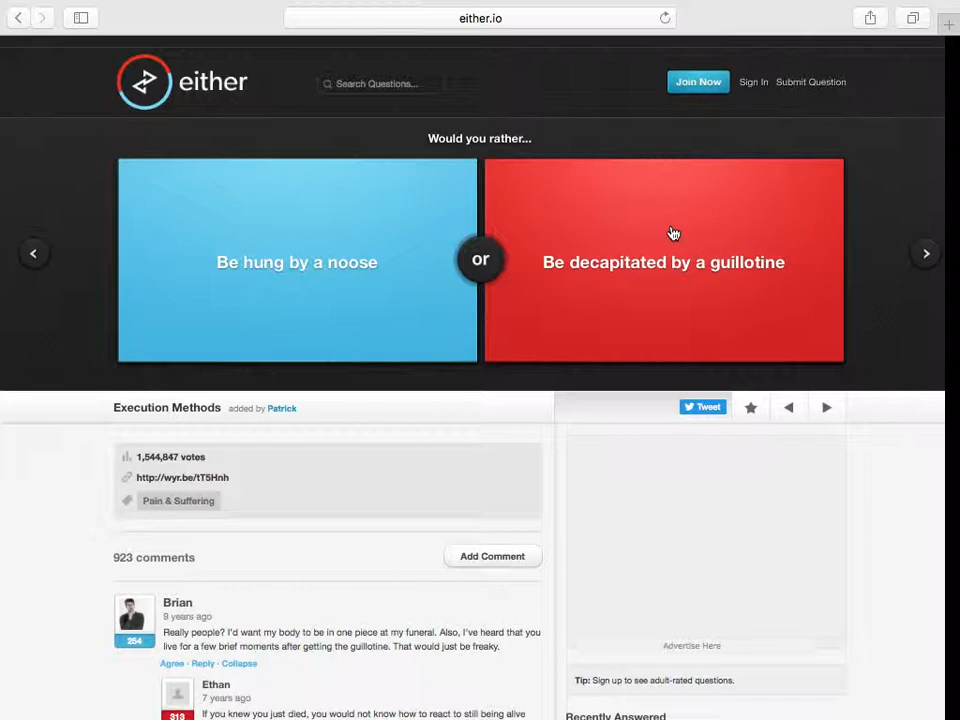 either.io
either
Search Questions...
Join Now
Sign In
Submit Question
Would you rather...
Be hung by a noose
or
Be decapitated by a guillotine
Execution Methods added by Patrick
Tweet
1,544,847 votes
http://wyr.be/tT5Hnh
Pain & Suffering
923 comments
Add Comment
Brian
9 years ago
254
Really people? I'd want my body to be in one piece at my funeral. Also, I've heard that you
live for a few brief moments after getting the guillotine. That would just be freaky.
Agree · Reply · Collapse
Ethan
7 years ago
313
If you knew you just died, you would not know how to react to still being alive
Advertise Here
Tip: Sign up to see adult-rated questions.
Recently Answered